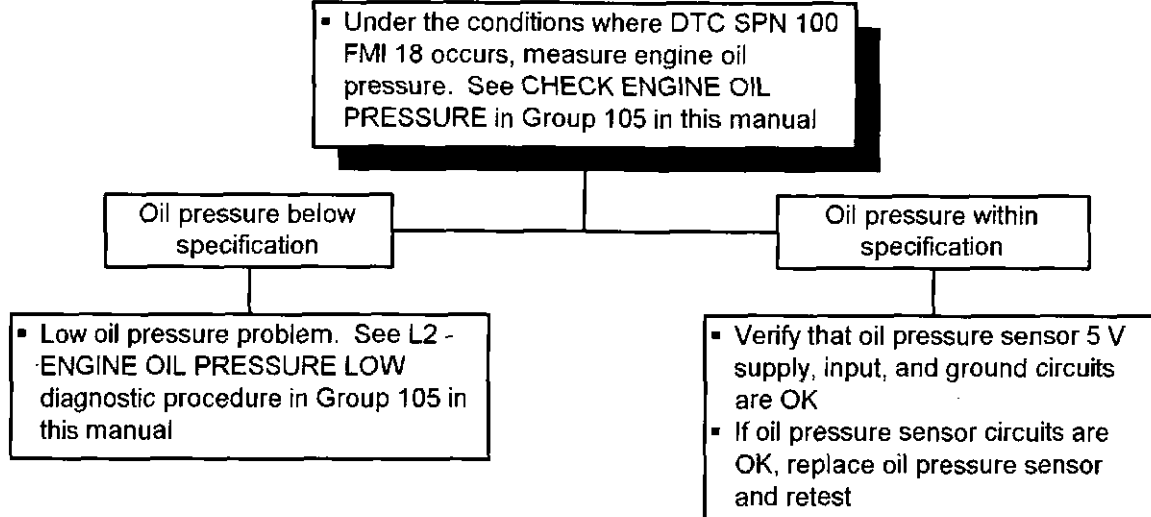 ▪ Under the conditions where DTC SPN 100
FMI 18 occurs, measure engine oil
pressure. See CHECK ENGINE OIL
PRESSURE in Group 105 in this manual
Oil pressure below
specification
Oil pressure within
specification
▪ Low oil pressure problem. See L2 -
ENGINE OIL PRESSURE LOW
diagnostic procedure in Group 105 in
this manual
▪ Verify that oil pressure sensor 5 V
supply, input, and ground circuits
are OK
▪ If oil pressure sensor circuits are
OK, replace oil pressure sensor
and retest